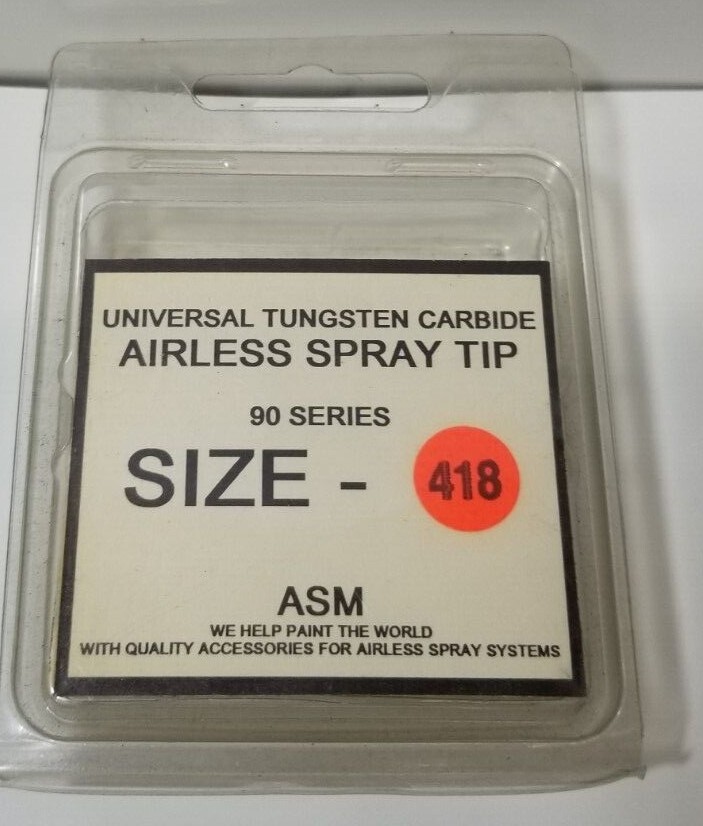 UNIVERSAL TUNGSTEN CARBIDE
AIRLESS SPRAY TIP
90 SERIES
SIZE - 418
ASM
WE HELP PAINT THE WORLD
WITH QUALITY ACCESSORIES FOR AIRLESS SPRAY SYSTEMS